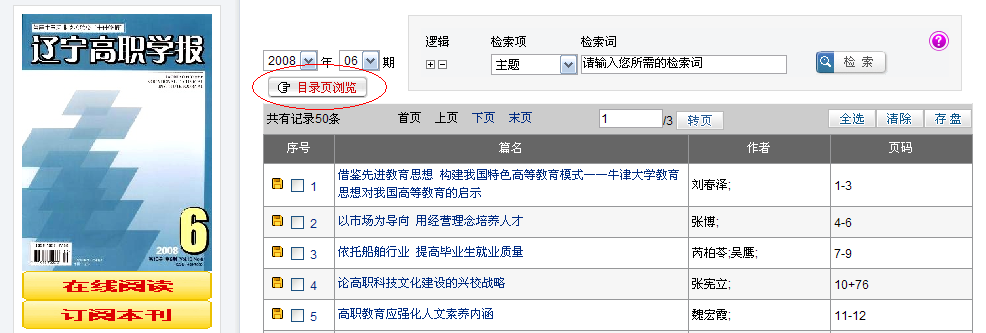 辽宁高职学报
2008
6
在线阅读
订阅本刊
2008 年 06 期
目录页浏览
逻辑 检索项 检索词
主题 请输入您所需的检索词 检 索
?
共有记录50条 首页 上页 下页 末页 1 /3 转页 全选 清除 存 盘
序号 篇名 作者 页码
1 借鉴先进教育思想 构建我国特色高等教育模式——牛津大学教育思想对我国高等教育的启示 刘春泽; 1-3
2 以市场为导向 用经营理念培养人才 张博; 4-6
3 依托船舶行业 提高毕业生就业质量 芮柏苓;吴鹰; 7-9
4 论高职科技文化建设的兴校战略 张宪立; 10+76
5 高职教育应强化人文素养内涵 魏宏霞; 11-12